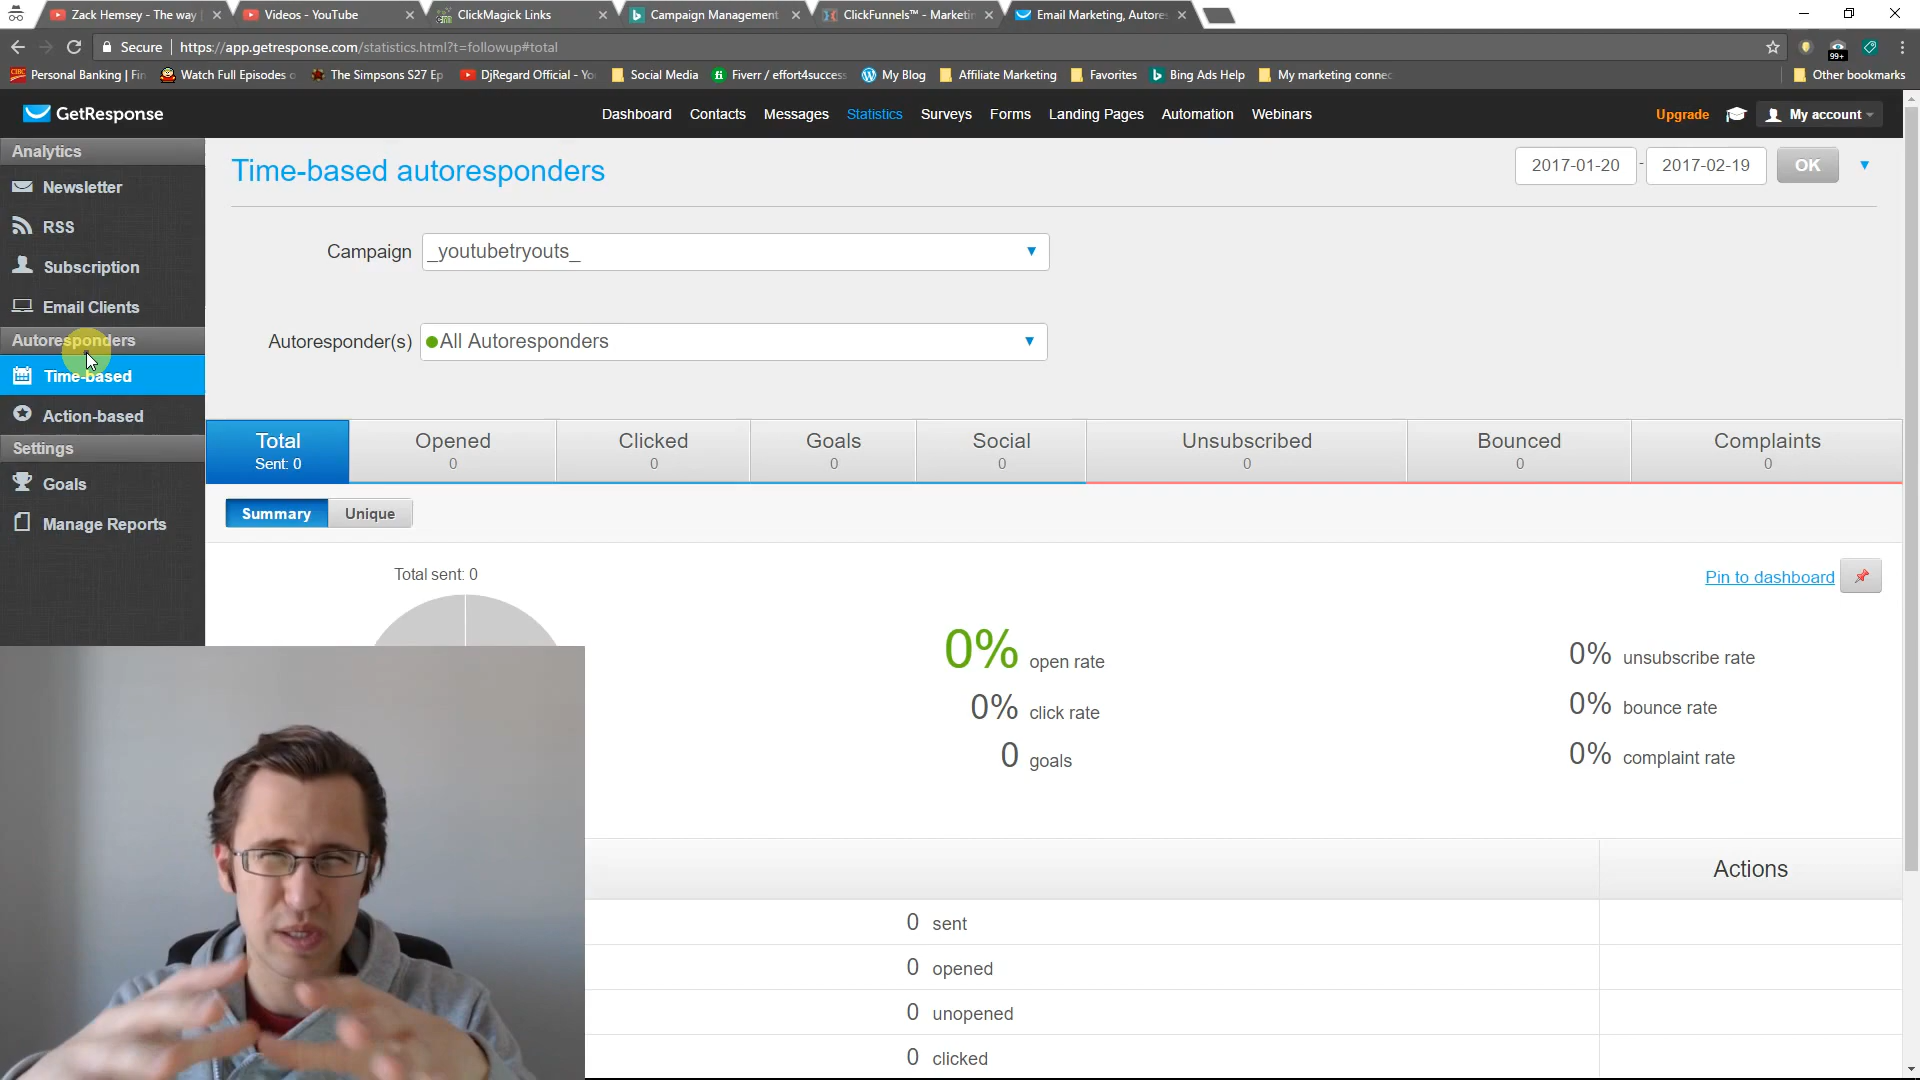 Zack Hemsey - The way
Videos - YouTube
ClickMagick Links
Campaign Management
ClickFunnels™ - Marketin
Email Marketing, Autores
Secure
https://app.getresponse.com/statistics.html?t=followup#total
99+
Personal Banking | Fin
Watch Full Episodes o
The Simpsons S27 Ep
DjRegard Official - Yo
Social Media
Fiverr / effort4success
My Blog
Affiliate Marketing
Favorites
Bing Ads Help
My marketing connec
Other bookmarks
GetResponse
Dashboard
Contacts
Messages
Statistics
Surveys
Forms
Landing Pages
Automation
Webinars
Upgrade
My account
Analytics
Newsletter
RSS
Subscription
Email Clients
Autoresponders
Time-based
Action-based
Settings
Goals
Manage Reports
Time-based autoresponders
2017-01-20 - 2017-02-19
OK
Campaign
_youtubetryouts_
Autoresponder(s)
All Autoresponders
Total
Sent: 0
Opened
0
Clicked
0
Goals
0
Social
0
Unsubscribed
0
Bounced
0
Complaints
0
Summary
Unique
Total sent: 0
Pin to dashboard
0% open rate
0% click rate
0 goals
0% unsubscribe rate
0% bounce rate
0% complaint rate
Actions
0 sent
0 opened
0 unopened
0 clicked